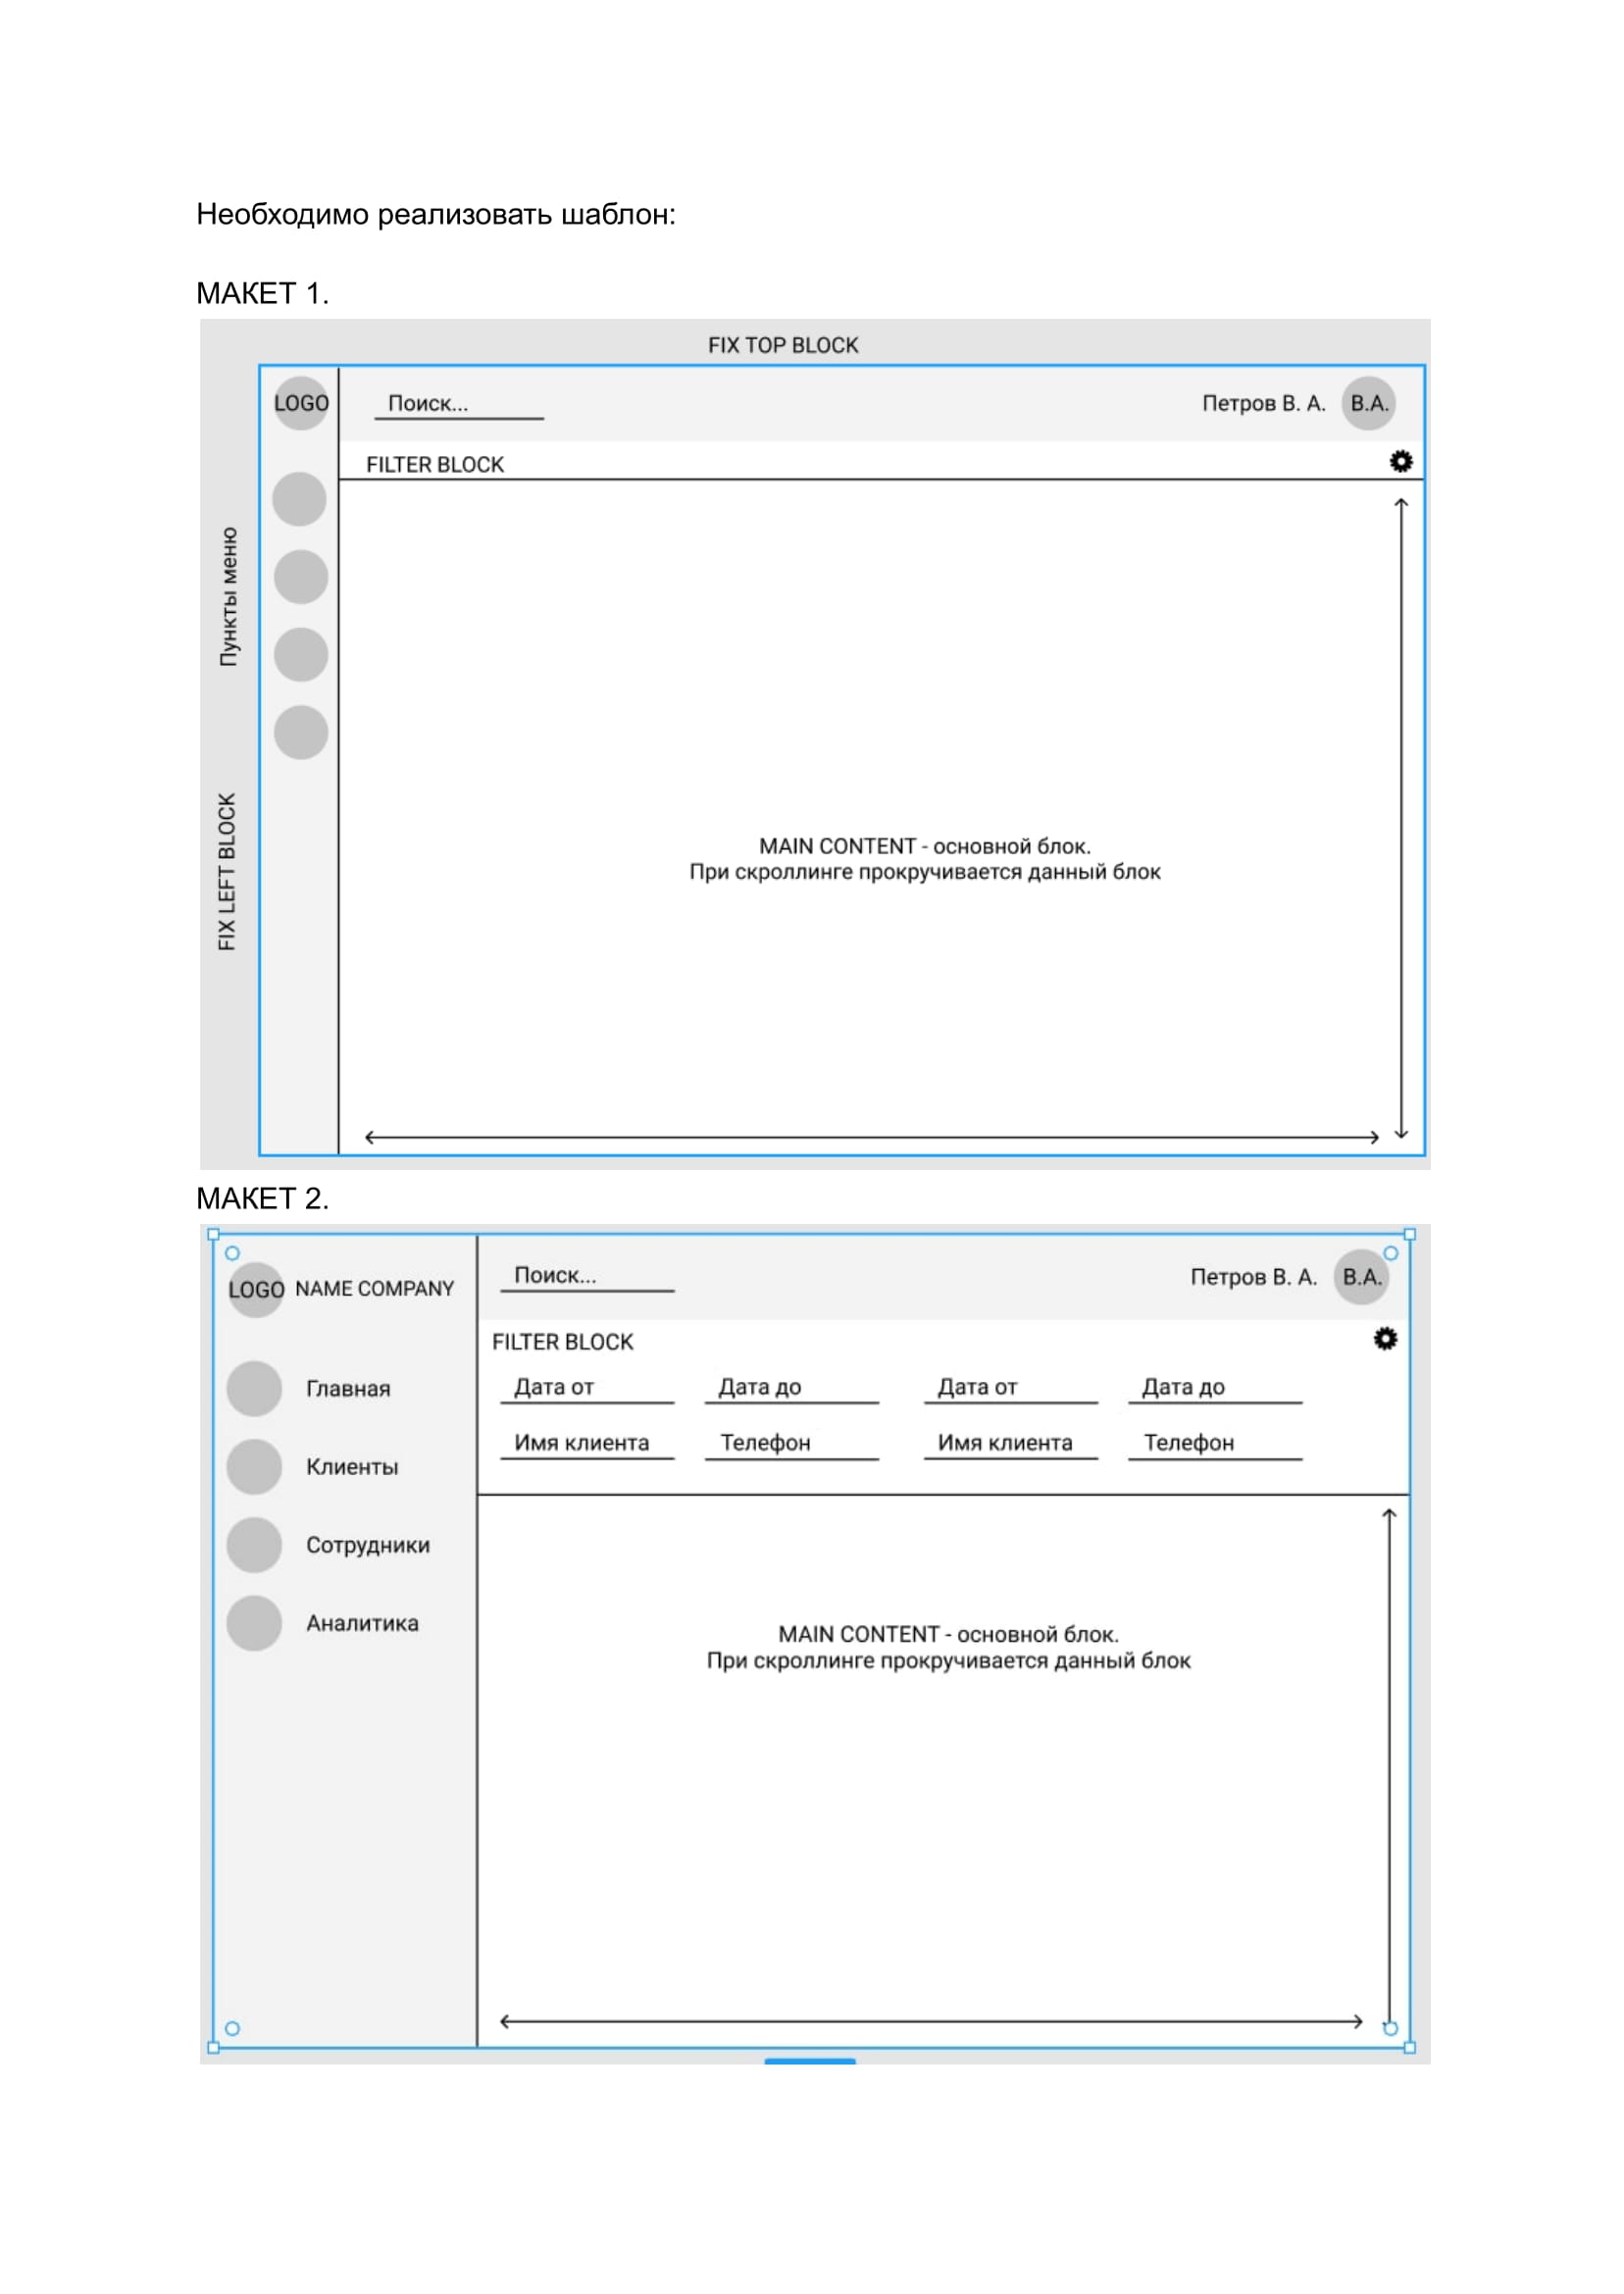 Необходимо реализовать шаблон:
МАКЕТ 1.
FIX TOP BLOCK
LOGO
Поиск...
Петров В. А.
В.А.
FILTER BLOCK
Пункты меню
FIX LEFT BLOCK
MAIN CONTENT - основной блок.
При скроллинге прокручивается данный блок
МАКЕТ 2.
LOGO NAME COMPANY
Поиск...
Петров В. А.
В.А.
FILTER BLOCK
Дата от Дата до Дата от Дата до
Имя клиента Телефон Имя клиента Телефон
Главная
Клиенты
Сотрудники
Аналитика
MAIN CONTENT - основной блок.
При скроллинге прокручивается данный блок